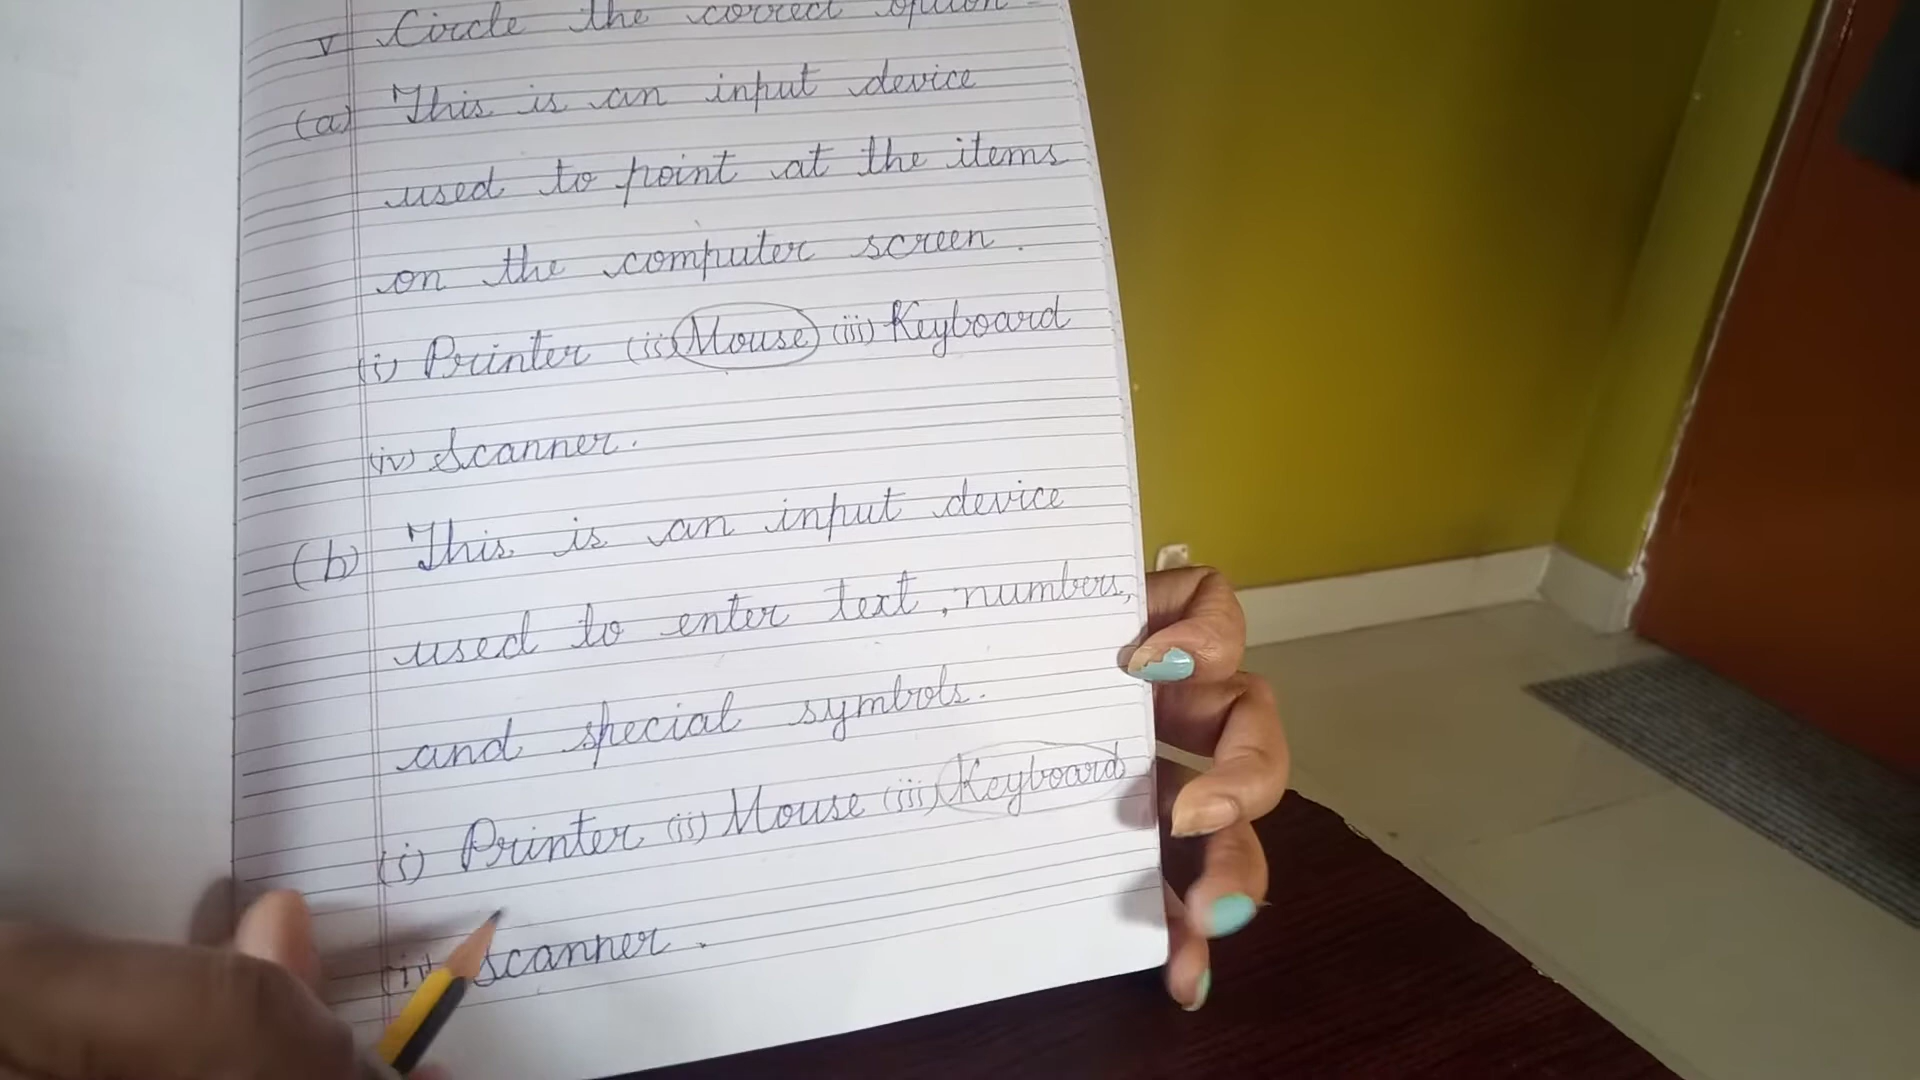 V Circle the correct option -
(a) This is an input device
used to point at the items
on the computer screen.
(i) Printer (ii) Mouse (iii) Keyboard
(iv) Scanner.
(b) This is an input device
used to enter text, numbers,
and special symbols.
(i) Printer (ii) Mouse (iii) Keyboard
(iv) Scanner.